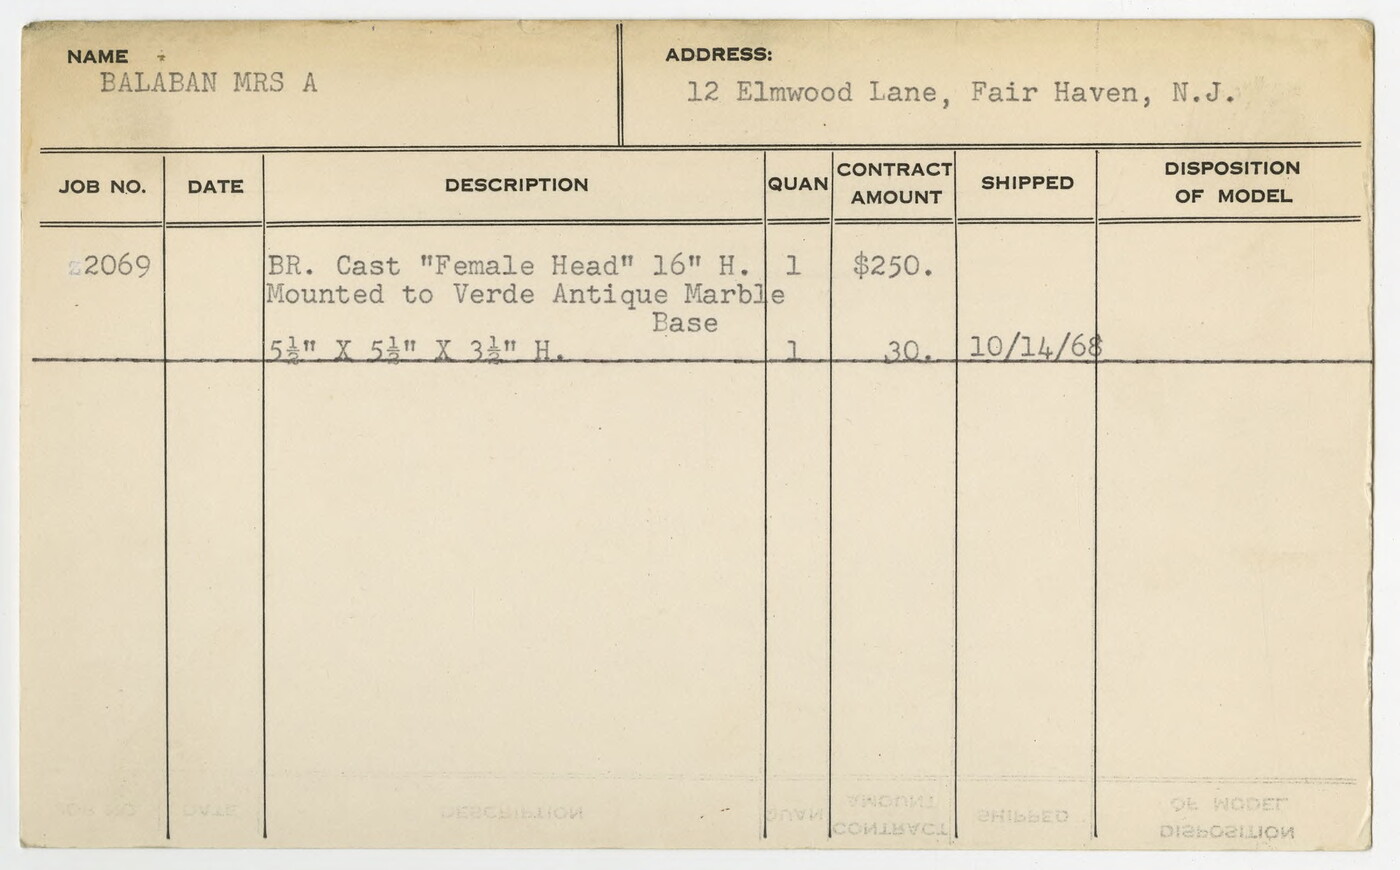 NAME
BALABAN MRS A
ADDRESS:
12 Elmwood Lane, Fair Haven, N.J.
JOB NO. DATE DESCRIPTION QUAN CONTRACT AMOUNT SHIPPED DISPOSITION OF MODEL
2069 BR. Cast "Female Head" 16" H. 1 $250.
Mounted to Verde Antique Marble
Base
5½" X 5½" X 3½" H. 1 30. 10/14/68